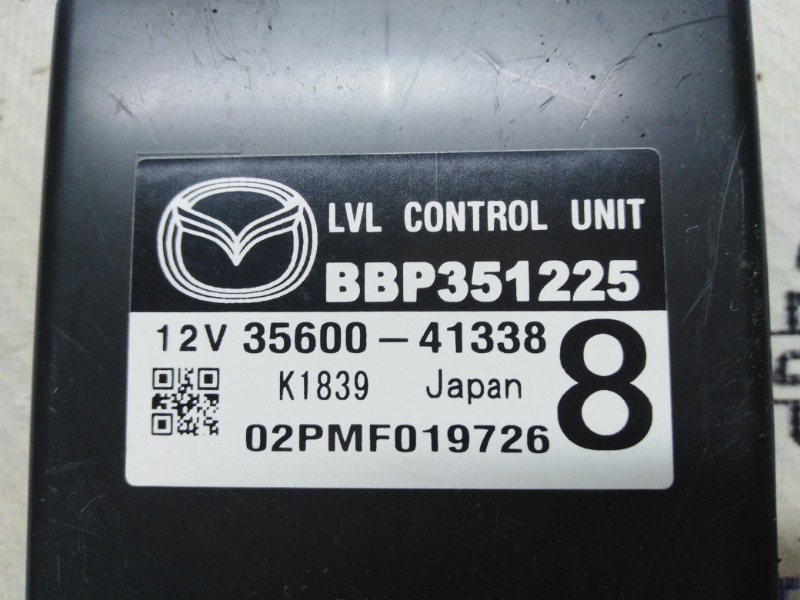 LVL CONTROL UNIT
BBP351225
12V 35600-41338 8
K1839 Japan
02PMF019726